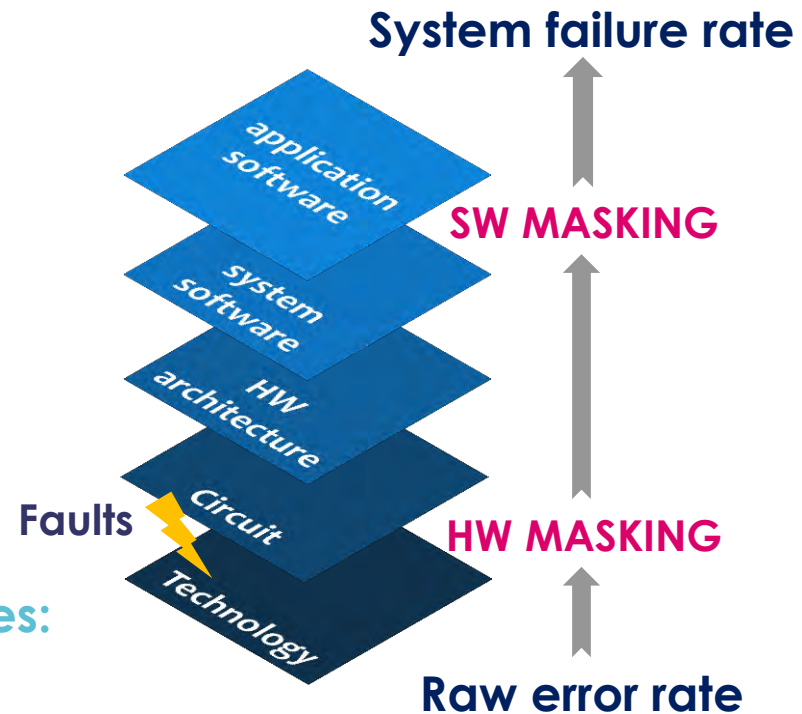 System failure rate
application
software
SW MASKING
system
software
HW
architecture
Faults
Circuit
HW MASKING
Technology
es:
Raw error rate